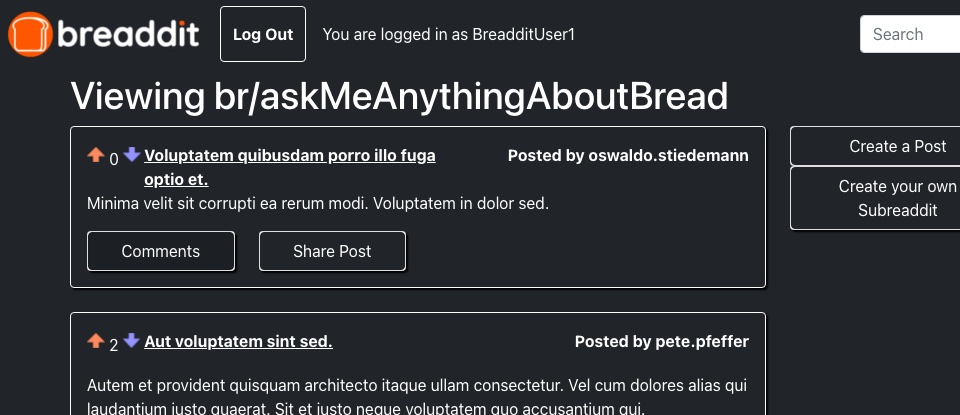 breaddit
Log Out
You are logged in as BreadditUser1
Search
Viewing br/askMeAnythingAboutBread
0
Voluptatem quibusdam porro illo fuga
optio et.
Posted by oswaldo.stiedemann
Minima velit sit corrupti ea rerum modi. Voluptatem in dolor sed.
Comments
Share Post
Create a Post
Create your own
Subreaddit
2
Aut voluptatem sint sed.
Posted by pete.pfeffer
Autem et provident quisquam architecto itaque ullam consectetur. Vel cum dolores alias qui
laudantium iusto quaerat. Sit et iusto neque voluptatem quo accusantium qui.